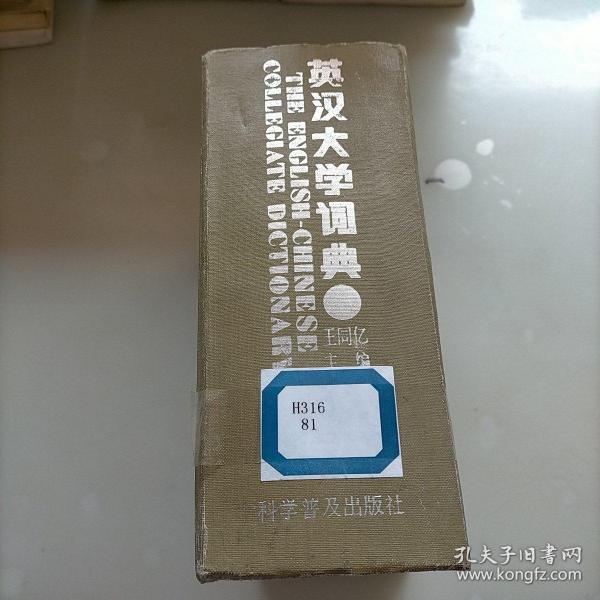 英汉大学词典
THE ENGLISH-CHINESE
COLLEGIATE DICTIONARY
王同亿
主编
H316
81
科学普及出版社
孔夫子旧书网
www.kongfz.com